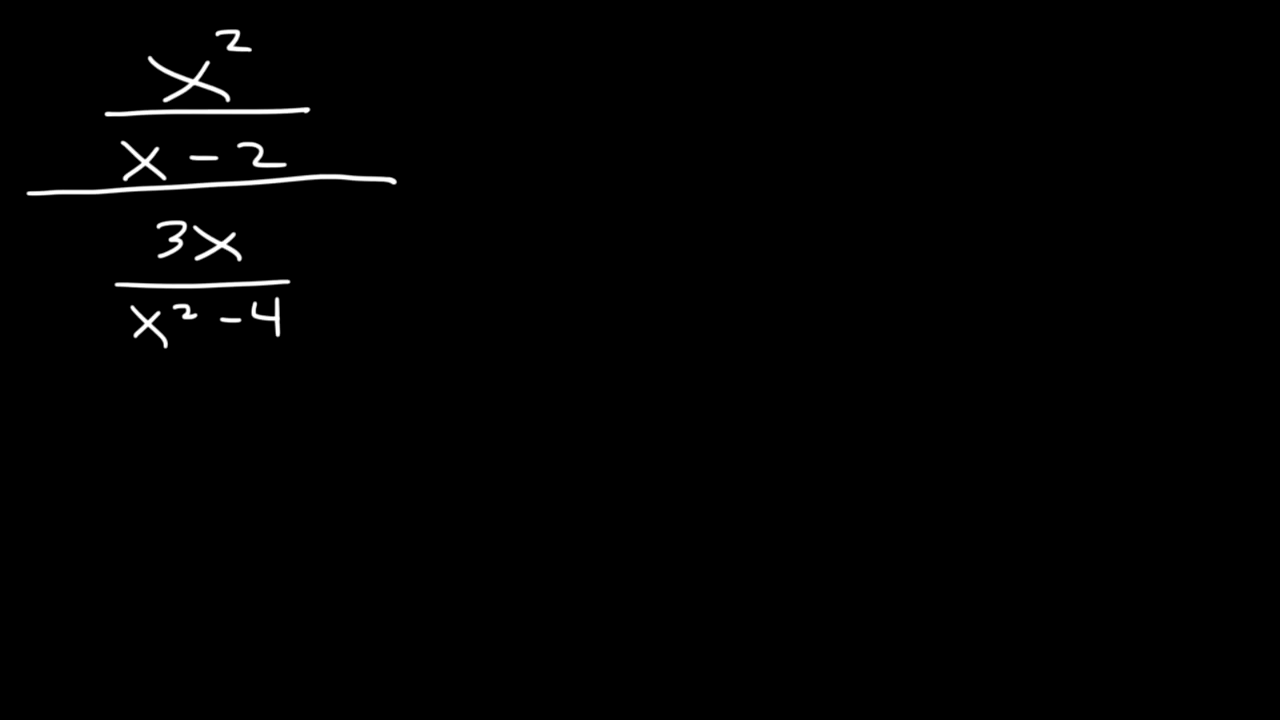 x²
x - 2
3x
x² - 4